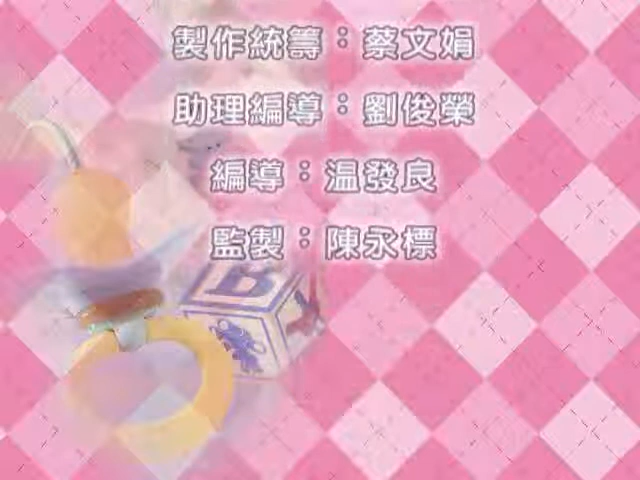 製作統籌：蔡文娟
助理編導：劉俊榮
編導：温發良
監製：陳永標
B